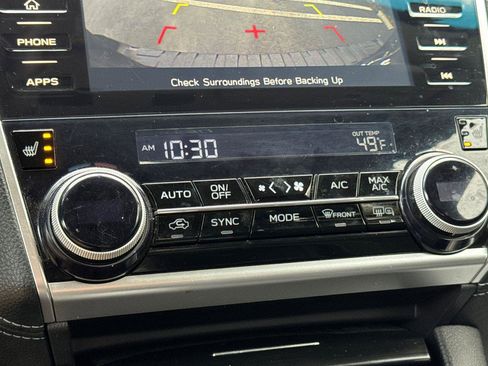 RADIO
PHONE
APPS
Check Surroundings Before Backing Up
AM 10:30
OUT TEMP
49°F
AUTO
ON/
OFF
A/C
MAX
A/C
SYNC
MODE
FRONT
R